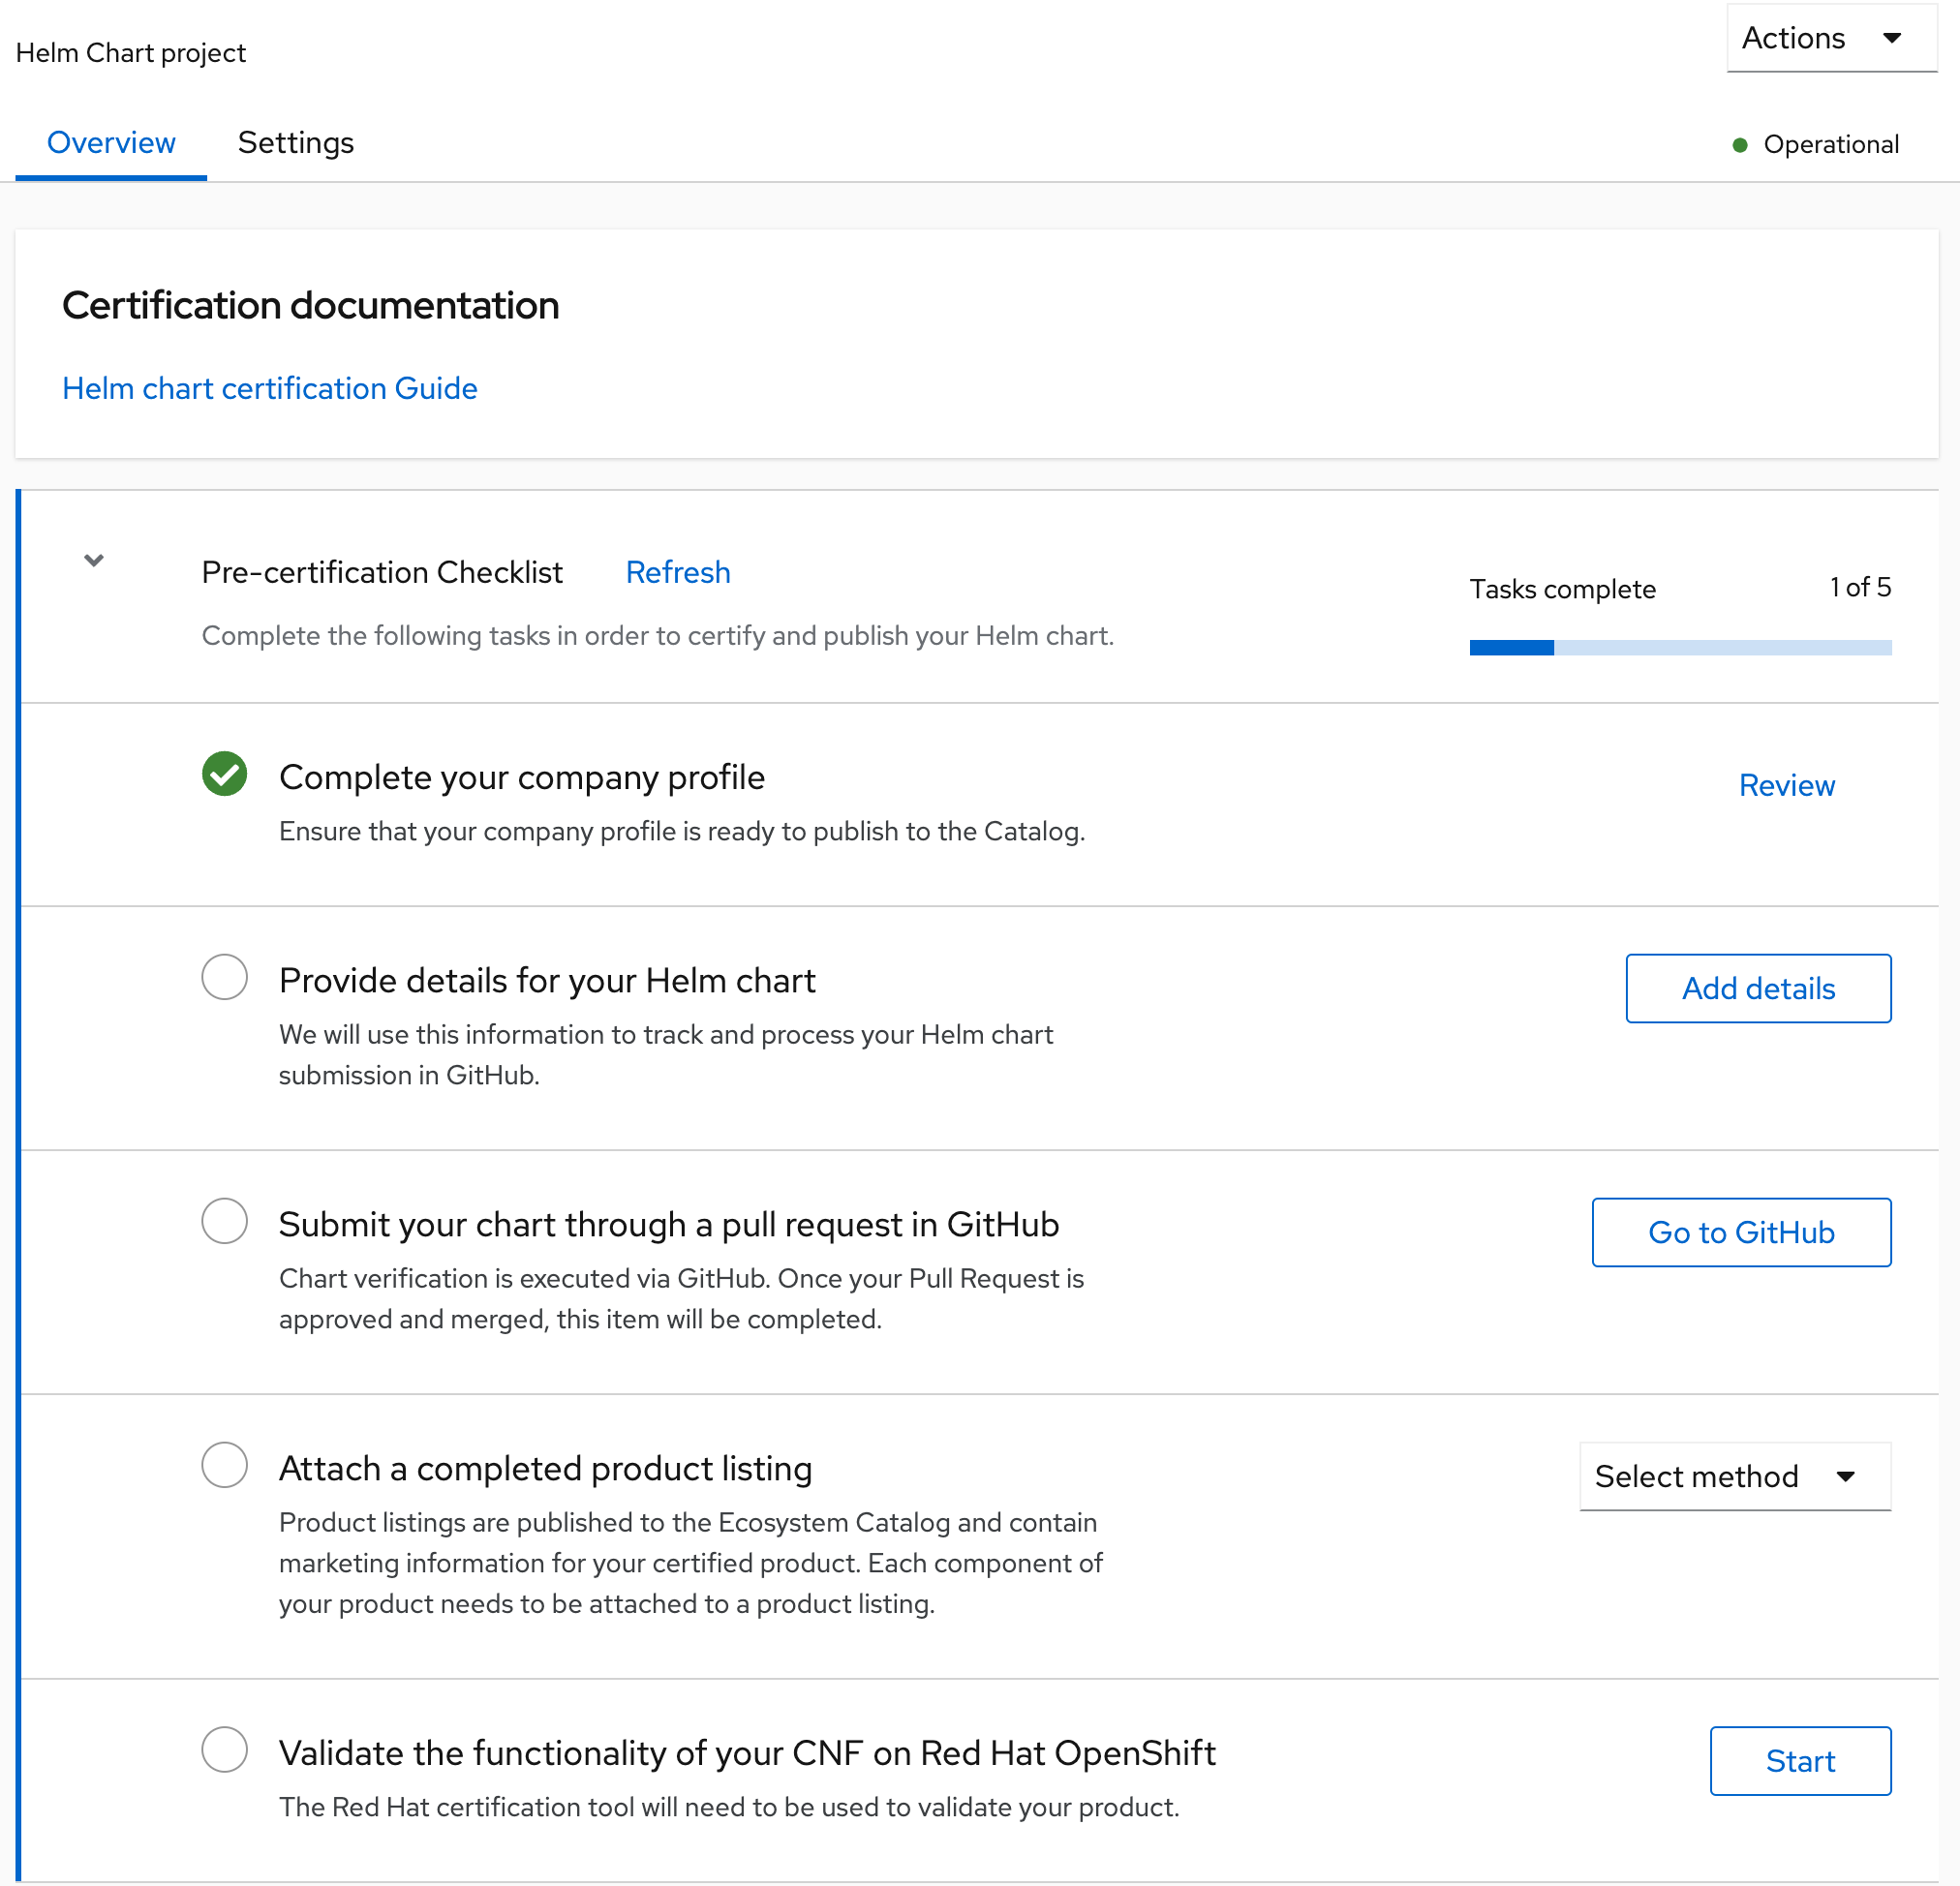 Helm Chart project
Actions
Overview
Settings
Operational
Certification documentation
Helm chart certification Guide
Pre-certification Checklist
Refresh
Tasks complete
1 of 5
Complete the following tasks in order to certify and publish your Helm chart.
Complete your company profile
Review
Ensure that your company profile is ready to publish to the Catalog.
Provide details for your Helm chart
Add details
We will use this information to track and process your Helm chart
submission in GitHub.
Submit your chart through a pull request in GitHub
Go to GitHub
Chart verification is executed via GitHub. Once your Pull Request is
approved and merged, this item will be completed.
Attach a completed product listing
Select method
Product listings are published to the Ecosystem Catalog and contain
marketing information for your certified product. Each component of
your product needs to be attached to a product listing.
Validate the functionality of your CNF on Red Hat OpenShift
Start
The Red Hat certification tool will need to be used to validate your product.